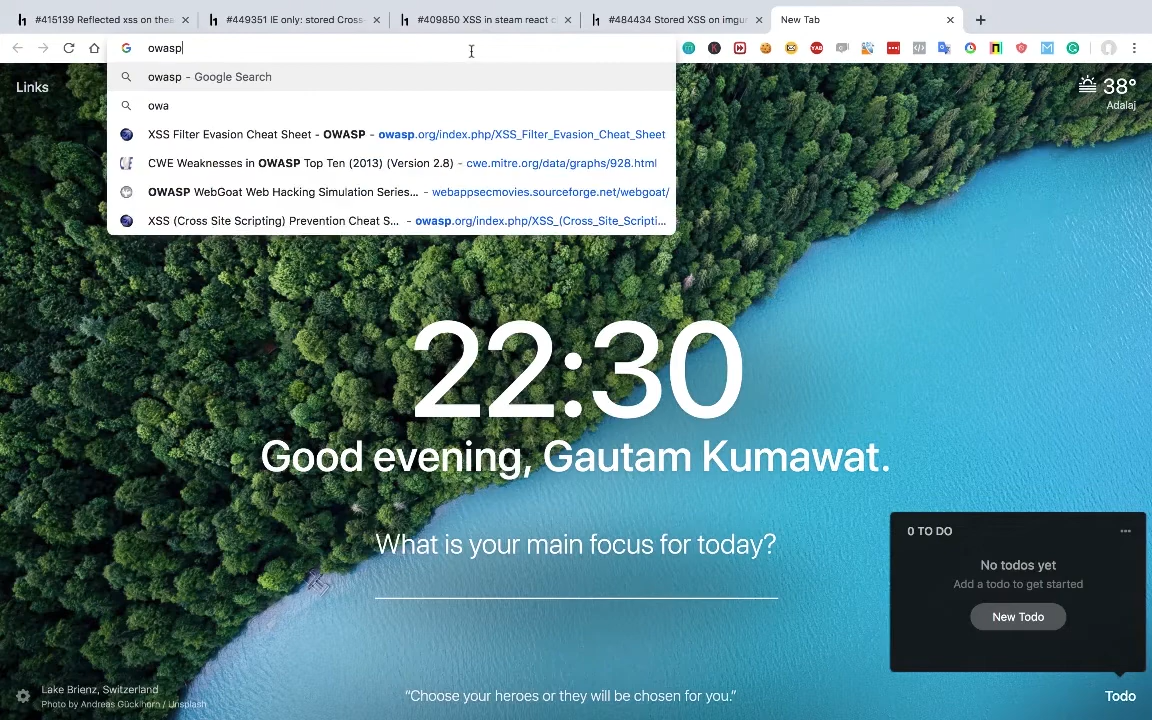 #415139 Reflected xss on thea
#449351 IE only: stored Cross-
#409850 XSS in steam react c
#484434 Stored XSS on imgur
New Tab
owasp
owasp - Google Search
owa
XSS Filter Evasion Cheat Sheet - OWASP - owasp.org/index.php/XSS_Filter_Evasion_Cheat_Sheet
CWE Weaknesses in OWASP Top Ten (2013) (Version 2.8) - cwe.mitre.org/data/graphs/928.html
OWASP WebGoat Web Hacking Simulation Series... - webappsecmovies.sourceforge.net/webgoat/
XSS (Cross Site Scripting) Prevention Cheat S... - owasp.org/index.php/XSS_(Cross_Site_Scripti...
Links
38°
Adalaj
22:30
Good evening, Gautam Kumawat.
What is your main focus for today?
0 TO DO
No todos yet
Add a todo to get started
New Todo
Lake Brienz, Switzerland
Photo by Andreas Gücklhorn / Unsplash
“Choose your heroes or they will be chosen for you.”
Todo